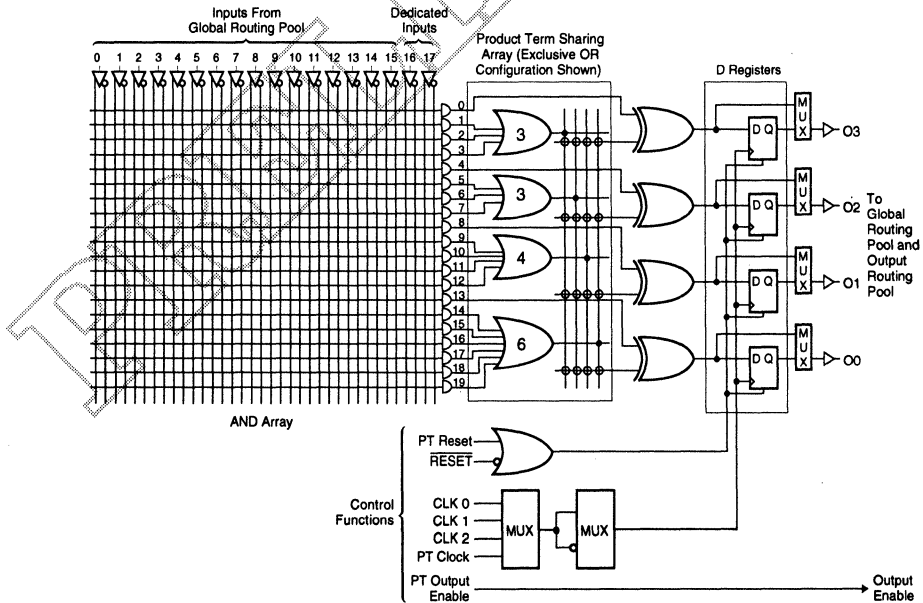 Inputs From
Global Routing Pool
Dedicated
Inputs
0 1 2 3 4 5 6 7 8 9 10 11 12 13 14 15 16 17
Product Term Sharing
Array (Exclusive OR
Configuration Shown)
D Registers
0
1
2
3
4
5
6
7
8
9
10
11
12
13
14
15
16
17
18
19
3
3
4
6
D Q
D Q
D Q
D Q
MUX
MUX
MUX
MUX
O3
O2
O1
O0
To
Global
Routing
Pool and
Output
Routing
Pool
AND Array
Control
Functions
PT Reset
RESET
CLK 0
CLK 1
CLK 2
PT Clock
MUX
MUX
PT Output
Enable
Output
Enable